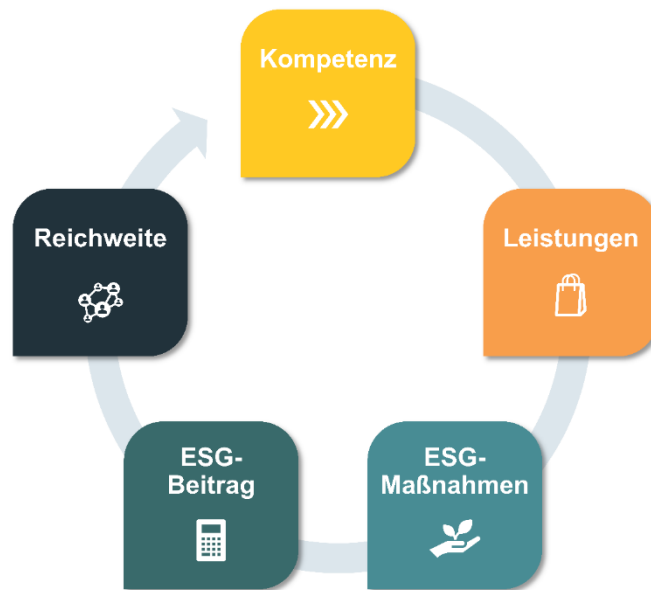 Kompetenz
Leistungen
ESG-
Maßnahmen
ESG-
Beitrag
Reichweite